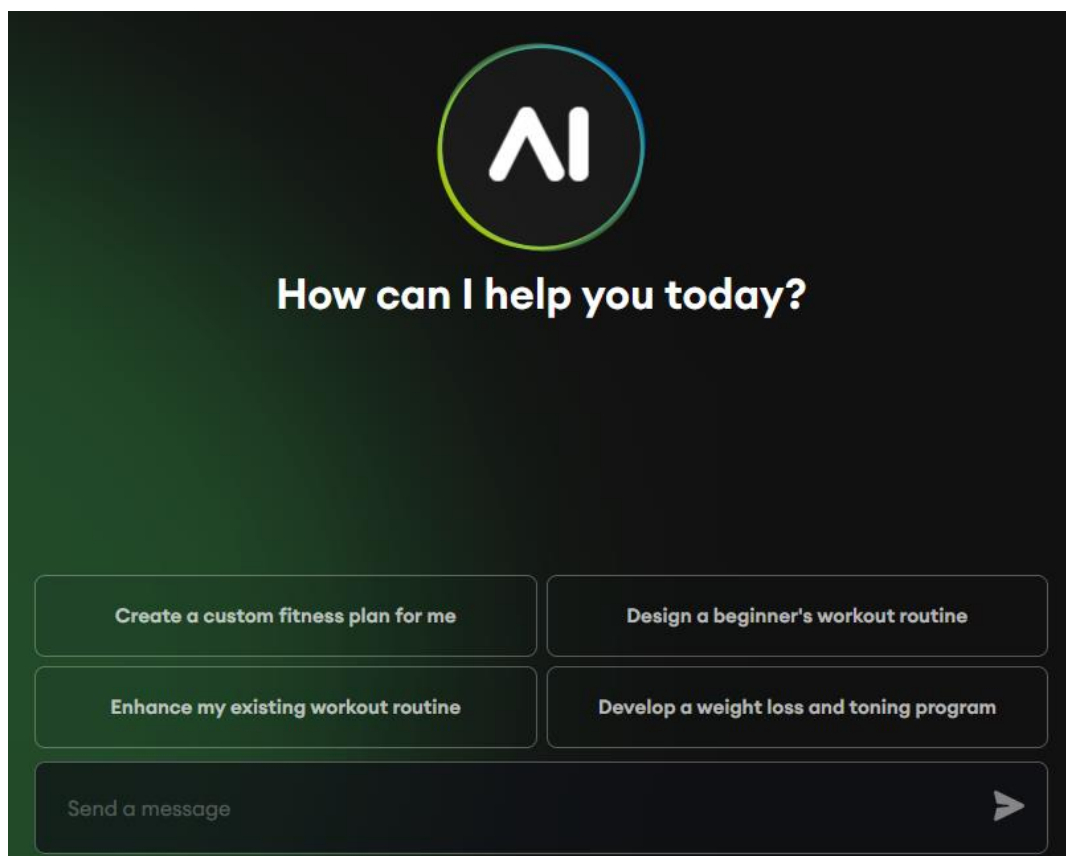 AI
How can I help you today?
Create a custom fitness plan for me
Design a beginner's workout routine
Enhance my existing workout routine
Develop a weight loss and toning program
Send a message